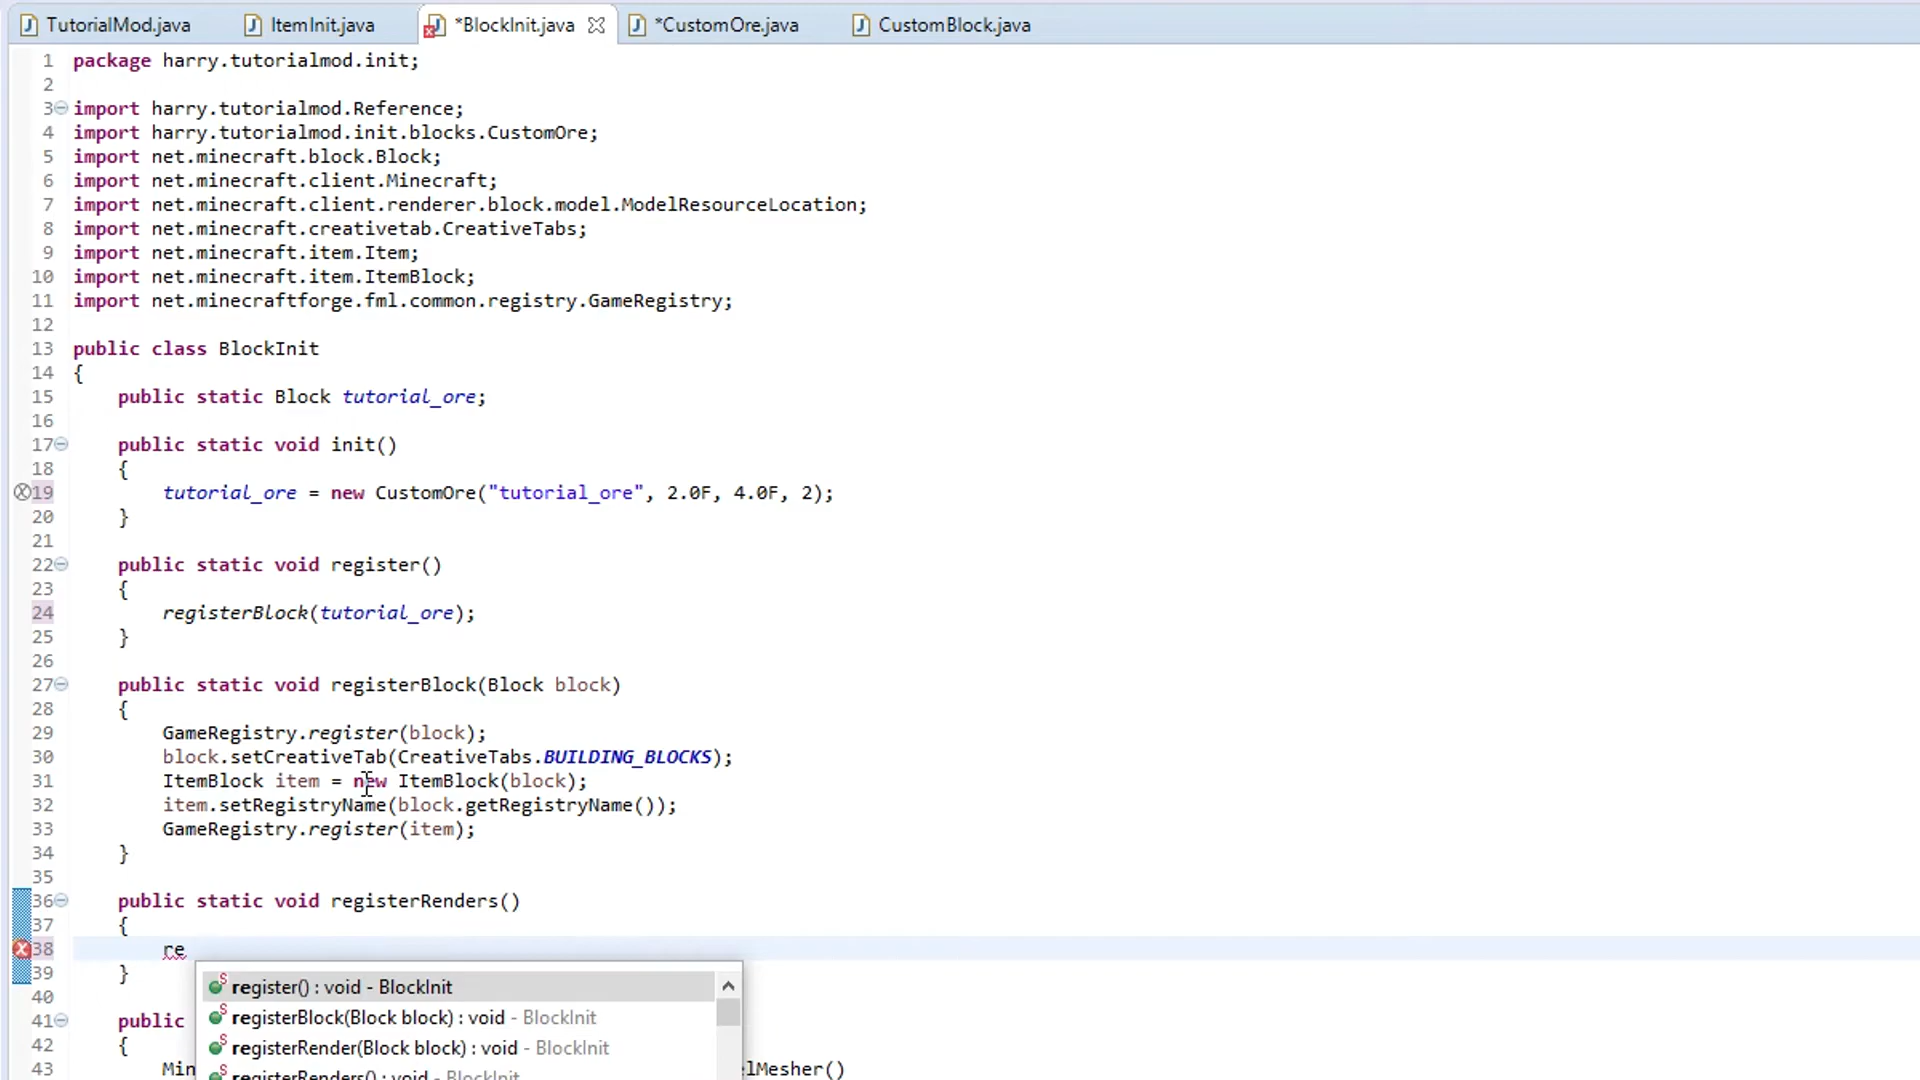 TutorialMod.java ItemInit.java *BlockInit.java *CustomOre.java CustomBlock.java
1 package harry.tutorialmod.init;
2
3 import harry.tutorialmod.Reference;
4 import harry.tutorialmod.init.blocks.CustomOre;
5 import net.minecraft.block.Block;
6 import net.minecraft.client.Minecraft;
7 import net.minecraft.client.renderer.block.model.ModelResourceLocation;
8 import net.minecraft.creativetab.CreativeTabs;
9 import net.minecraft.item.Item;
10 import net.minecraft.item.ItemBlock;
11 import net.minecraftforge.fml.common.registry.GameRegistry;
12
13 public class BlockInit
14 {
15 public static Block tutorial_ore;
16
17 public static void init()
18 {
19 tutorial_ore = new CustomOre("tutorial_ore", 2.0F, 4.0F, 2);
20 }
21
22 public static void register()
23 {
24 registerBlock(tutorial_ore);
25 }
26
27 public static void registerBlock(Block block)
28 {
29 GameRegistry.register(block);
30 block.setCreativeTab(CreativeTabs.BUILDING_BLOCKS);
31 ItemBlock item = new ItemBlock(block);
32 item.setRegistryName(block.getRegistryName());
33 GameRegistry.register(item);
34 }
35
36 public static void registerRenders()
37 {
38 re
39 }
register() : void - BlockInit
40
registerBlock(Block block) : void - BlockInit
41 public
42 {
registerRender(Block block) : void - BlockInit
43 Min elMesher()
registerRenders() : void - BlockInit